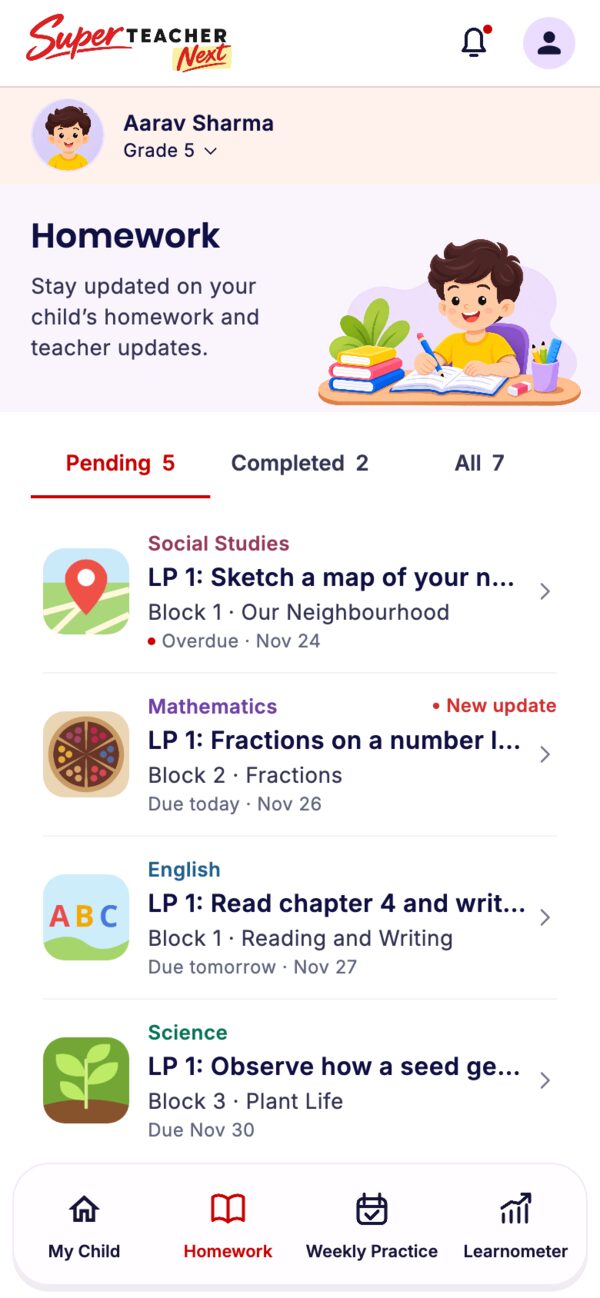 Super TEACHER
Next
Aarav Sharma
Grade 5
Homework
Stay updated on your
child’s homework and
teacher updates.
Pending 5 Completed 2 All 7
Social Studies
LP 1: Sketch a map of your n...
Block 1 · Our Neighbourhood
• Overdue · Nov 24
Mathematics • New update
LP 1: Fractions on a number l...
Block 2 · Fractions
Due today · Nov 26
English
ABC
LP 1: Read chapter 4 and writ...
Block 1 · Reading and Writing
Due tomorrow · Nov 27
Science
LP 1: Observe how a seed ge...
Block 3 · Plant Life
Due Nov 30
My Child Homework Weekly Practice Learnometer